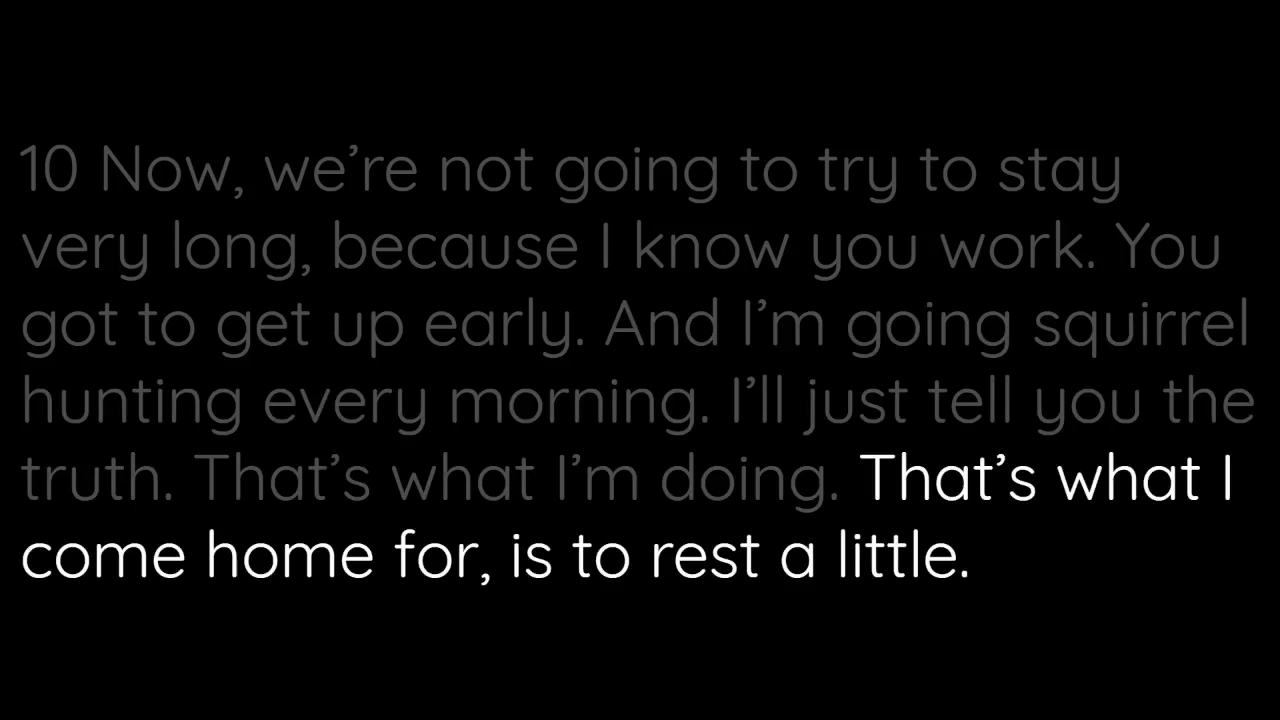 10 Now, we’re not going to try to stay
very long, because I know you work. You
got to get up early. And I’m going squirrel
hunting every morning. I’ll just tell you the
truth. That’s what I’m doing. That’s what I
come home for, is to rest a little.